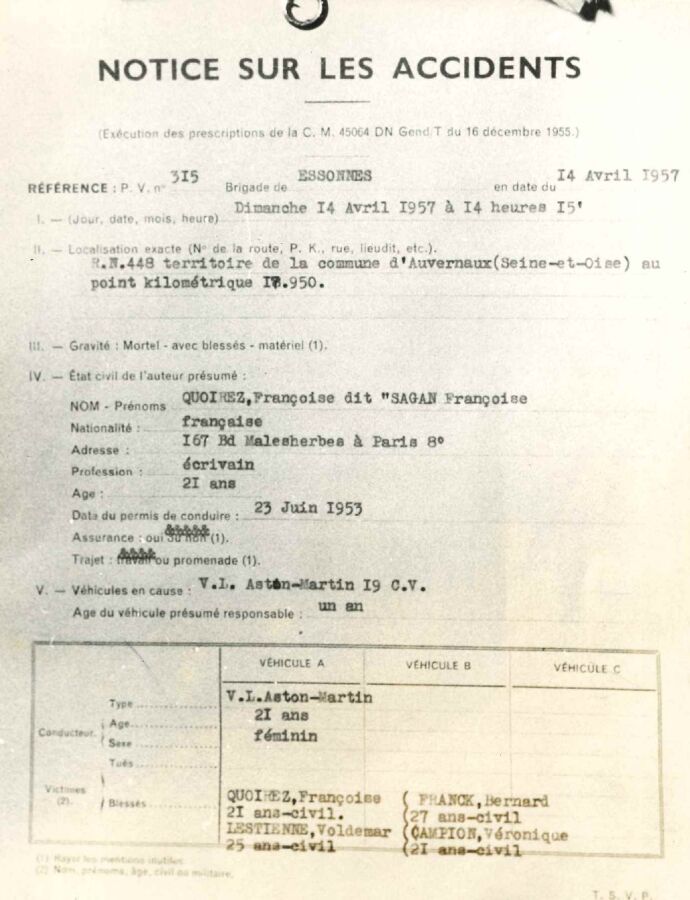 NOTICE SUR LES ACCIDENTS
(Exécution des prescriptions de la C. M. 45064 DN Gend/T du 16 décembre 1955.)
RÉFÉRENCE : P. V. n° 315 Brigade de ESSONNES en date du I4 Avril I957
I. — (Jour, date, mois, heure) Dimanche I4 Avril I957 à I4 heures I5'
II. — Localisation exacte (N° de la route, P. K., rue, lieudit, etc.).
R.N.448 territoire de la commune d'Auvernaux(Seine-et-Oise) au
point kilométrique .950.
III. — Gravité : Mortel - avec blessés - matériel (1).
IV. — État civil de l'auteur présumé :
NOM - Prénoms QUOIREZ,Françoise dit "SAGAN Françoise
Nationalité : française
Adresse : I67 Bd Malesherbes à Paris 8°
Profession : écrivain
Age : 2I ans
Data du permis de conduire : 23 Juin I953
Assurance : oui ou non (1).
Trajet : travail ou promenade (1).
V. — Véhicules en cause : V.L. Aston-Martin I9 C.V.
Age du véhicule présumé responsable : un an
VÉHICULE A VÉHICULE B VÉHICULE C
Type V.L.Aston-Martin
Conducteur. Age 2I ans
Sexe féminin
Tués
Victimes (2). Blessés QUOIREZ,Françoise ( FRANCK,Bernard
2I ans-civil. (27 ans-civil
LESTIENNE,Voldemar (CAMPION,Véronique
25 ans-civil (2I ans-civil
(1) Rayer les mentions inutiles.
(2) Nom, prénoms, âge, civil ou militaire.
T. S. V. P.